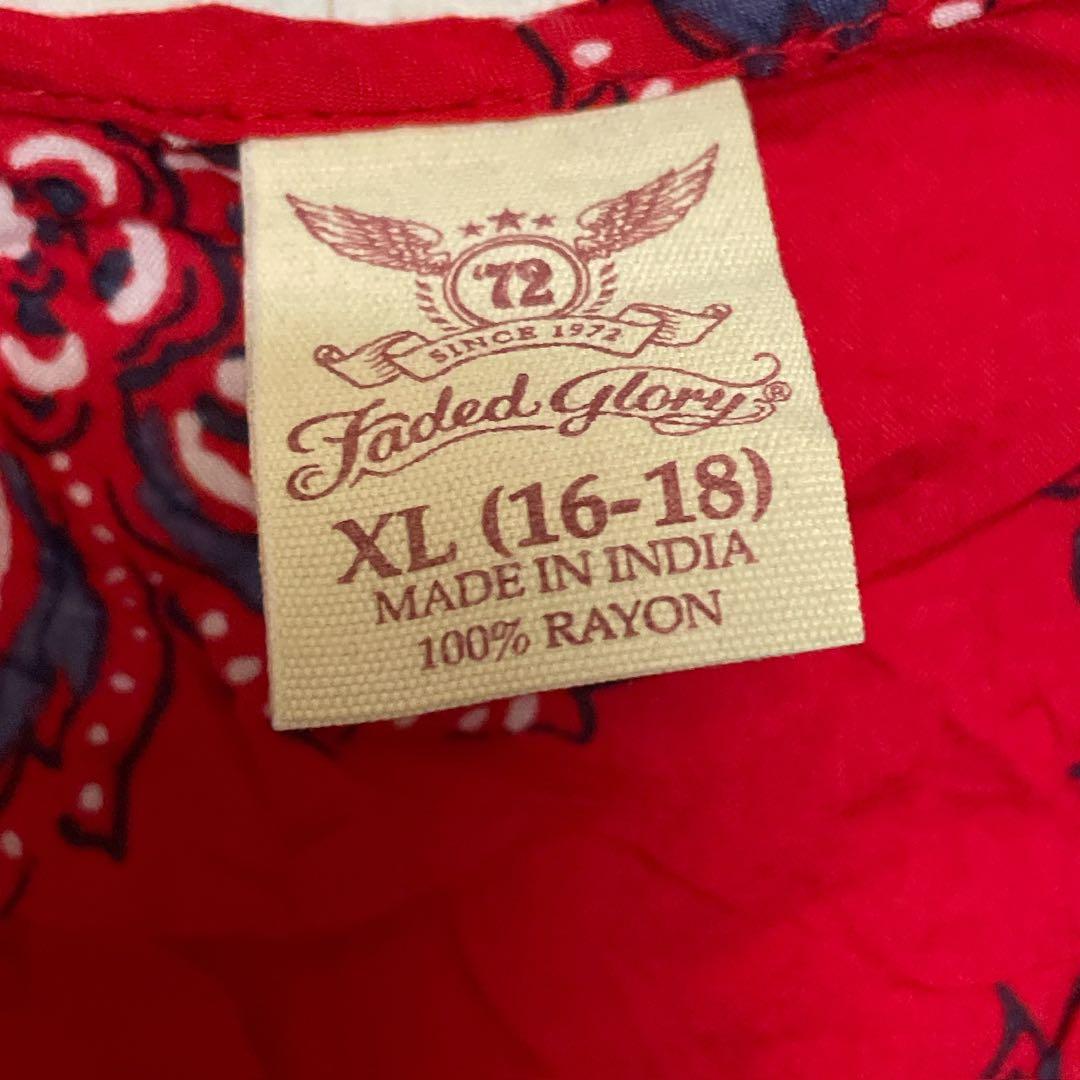 '72
SINCE 1972
Faded Glory®
XL (16-18)
MADE IN INDIA
100% RAYON